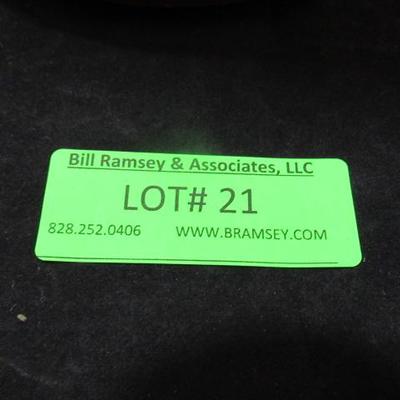 Bill Ramsey & Associates, LLC
LOT# 21
828.252.0406 WWW.BRAMSEY.COM